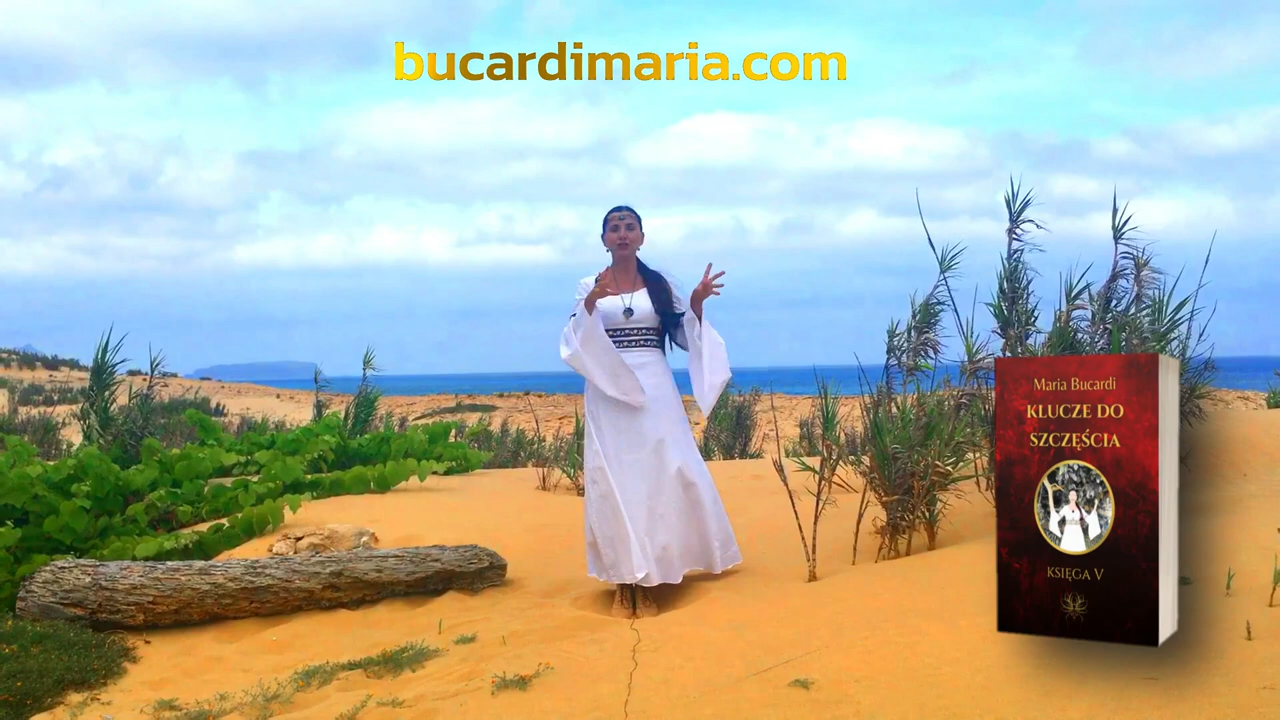 bucardimaria.com
Maria Bucardi
KLUCZE DO
SZCZĘŚCIA
KSIĘGA V